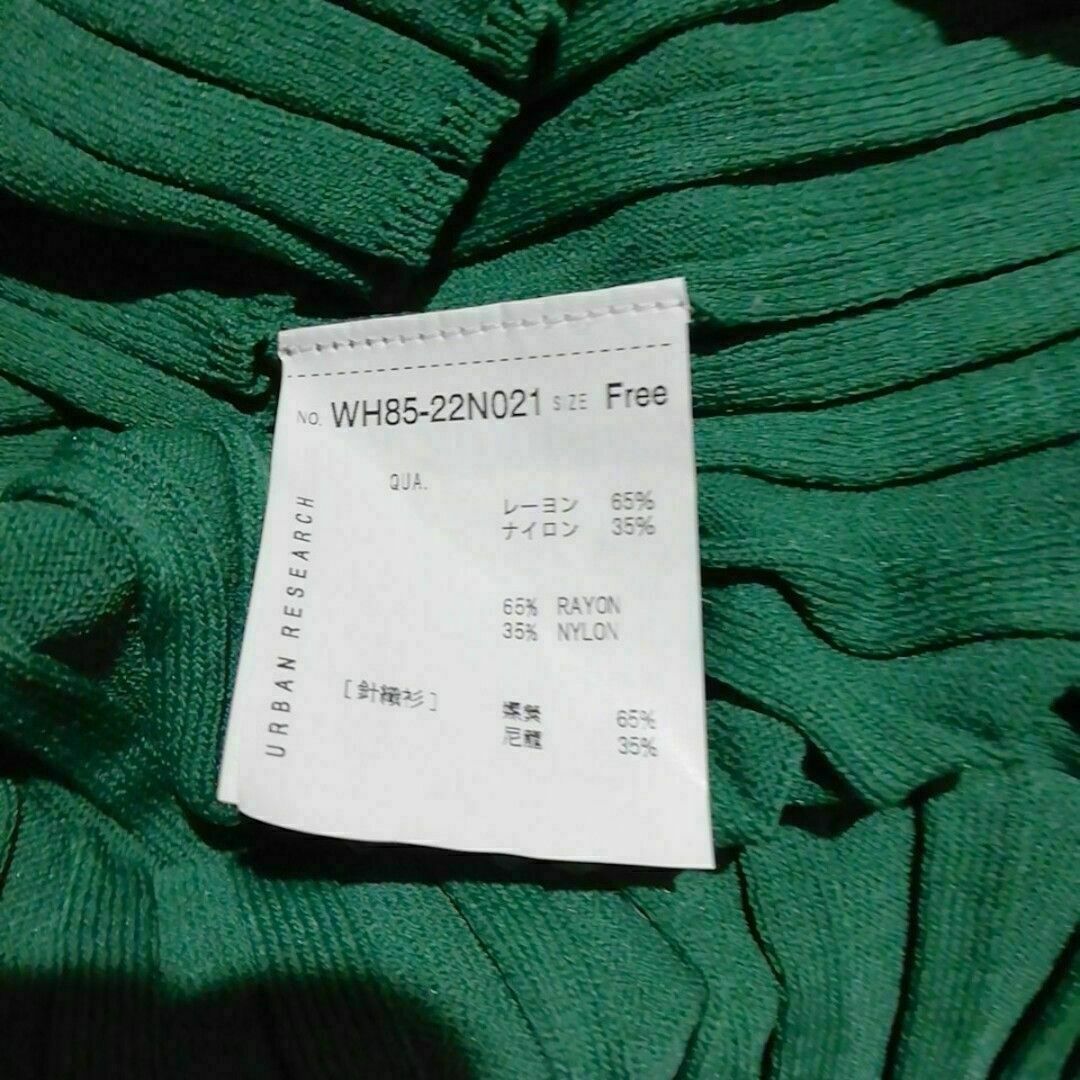 NO. WH85-22N021 SIZE Free
QUA.
レーヨン 65%
ナイロン 35%
65% RAYON
35% NYLON
[針織衫]
嫘縈 65%
尼龍 35%
URBAN RESEARCH